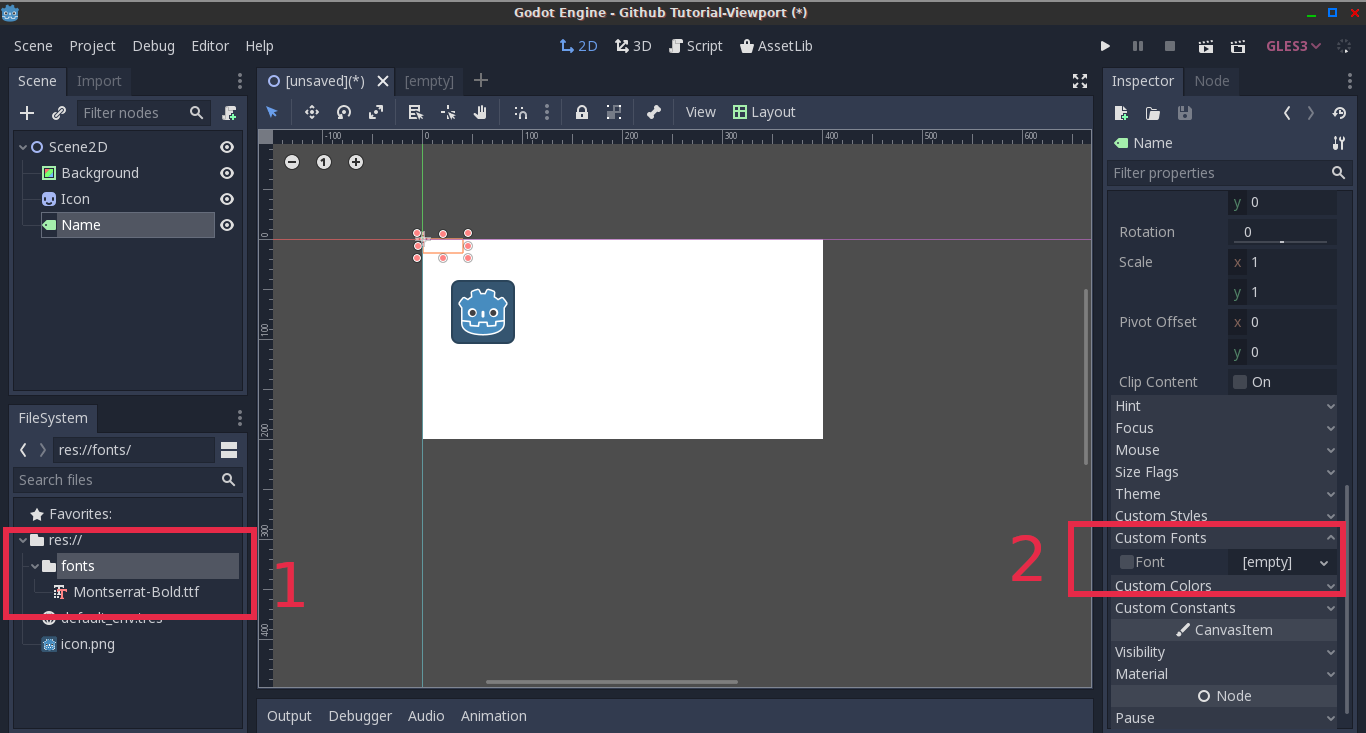 Godot Engine - Github Tutorial-Viewport (*)
Scene Project Debug Editor Help
2D 3D Script AssetLib
GLES3
Scene Import
Filter nodes
Scene2D
Background
Icon
Name
FileSystem
res://fonts/
Search files
Favorites:
res://
fonts
Montserrat-Bold.ttf
default_env.tres
icon.png
1
[unsaved](*) [empty]
View Layout
-100 0 100 200 300 400 500 600
1
0
100
200
300
400
Output Debugger Audio Animation
Inspector Node
Name
Filter properties
y 0
Rotation 0
Scale x 1
y 1
Pivot Offset x 0
y 0
Clip Content On
Hint
Focus
Mouse
Size Flags
Theme
Custom Styles
2
Custom Fonts
Font [empty]
Custom Colors
Custom Constants
CanvasItem
Visibility
Material
Node
Pause